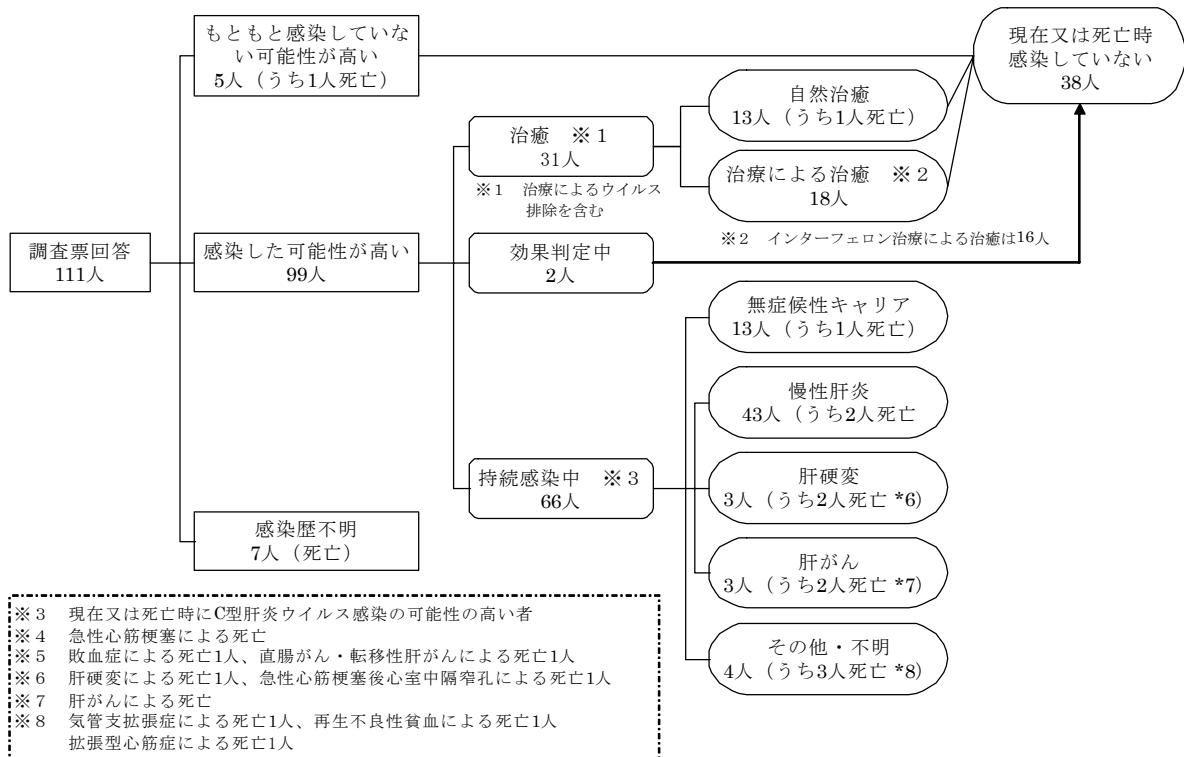 もともと感染していな
い可能性が高い
5人（うち1人死亡）
現在又は死亡時
感染していない
38人
自然治癒
13人（うち1人死亡）
治癒　※１
31人
※１　治療によるウイルス
排除を含む
治療による治癒　※２
18人
※２　インターフェロン治療による治癒は16人
調査票回答
111人
感染した可能性が高い
99人
効果判定中
2人
無症候性キャリア
13人（うち1人死亡）
慢性肝炎
43人（うち2人死亡
持続感染中　※３
66人
肝硬変
3人（うち2人死亡 *6）
感染歴不明
7人（死亡）
肝がん
3人（うち2人死亡 *7）
その他・不明
4人（うち3人死亡 *8）
※３　現在又は死亡時にC型肝炎ウイルス感染の可能性の高い者
※４　急性心筋梗塞による死亡
※５　敗血症による死亡1人、直腸がん・転移性肝がんによる死亡1人
※６　肝硬変による死亡1人、急性心筋梗塞後心室中隔窄孔による死亡1人
※７　肝がんによる死亡
※８　気管支拡張症による死亡1人、再生不良性貧血による死亡1人
拡張型心筋症による死亡1人